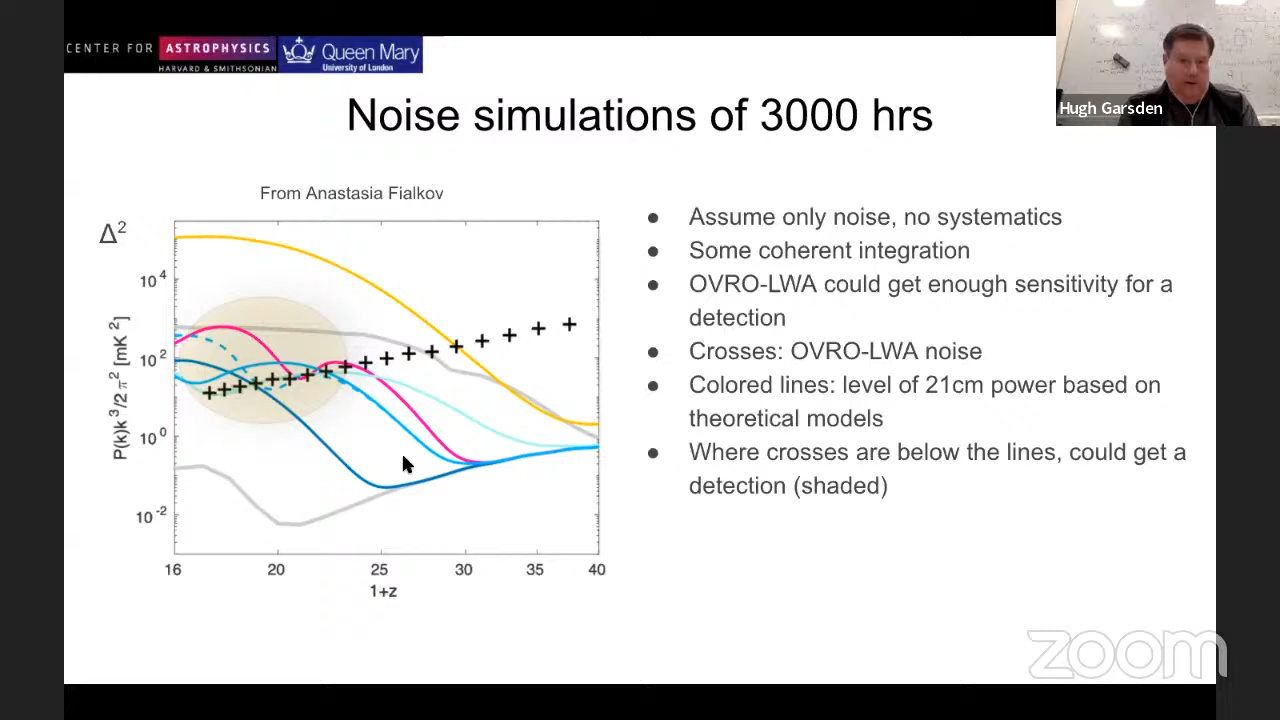 CENTER FOR ASTROPHYSICS
HARVARD & SMITHSONIAN
Queen Mary
University of London
Hugh Garsden
Noise simulations of 3000 hrs
From Anastasia Fialkov
Δ²
P(k)k³/2π² [mK²]
10⁴
10²
10⁰
10⁻²
16 20 25 30 35 40
1+z
● Assume only noise, no systematics
● Some coherent integration
● OVRO-LWA could get enough sensitivity for a
detection
● Crosses: OVRO-LWA noise
● Colored lines: level of 21cm power based on
theoretical models
● Where crosses are below the lines, could get a
detection (shaded)
zoom